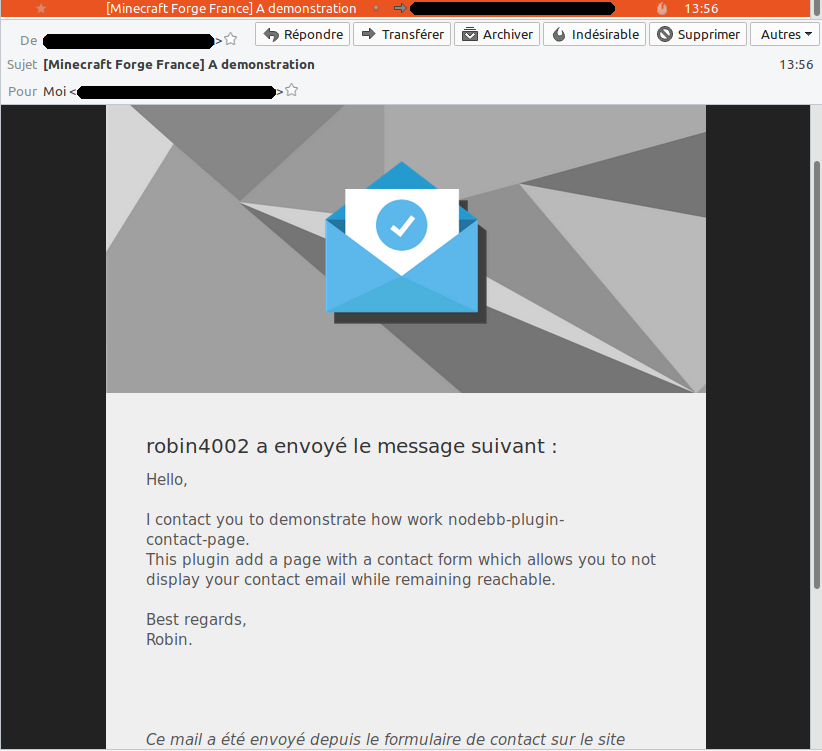 [Minecraft Forge France] A demonstration 13:56
De > Répondre Transférer Archiver Indésirable Supprimer Autres
Sujet [Minecraft Forge France] A demonstration 13:56
Pour Moi < >
robin4002 a envoyé le message suivant :
Hello,
I contact you to demonstrate how work nodebb-plugin-
contact-page.
This plugin add a page with a contact form which allows you to not
display your contact email while remaining reachable.
Best regards,
Robin.
Ce mail a été envoyé depuis le formulaire de contact sur le site